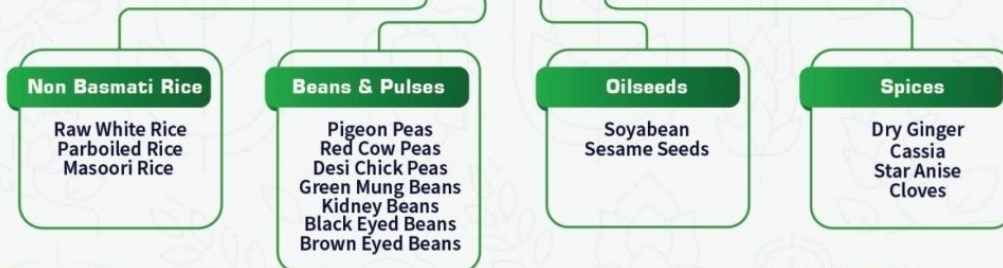 Non Basmati Rice
Raw White Rice
Parboiled Rice
Masoori Rice
Beans & Pulses
Pigeon Peas
Red Cow Peas
Desi Chick Peas
Green Mung Beans
Kidney Beans
Black Eyed Beans
Brown Eyed Beans
Oilseeds
Soyabean
Sesame Seeds
Spices
Dry Ginger
Cassia
Star Anise
Cloves